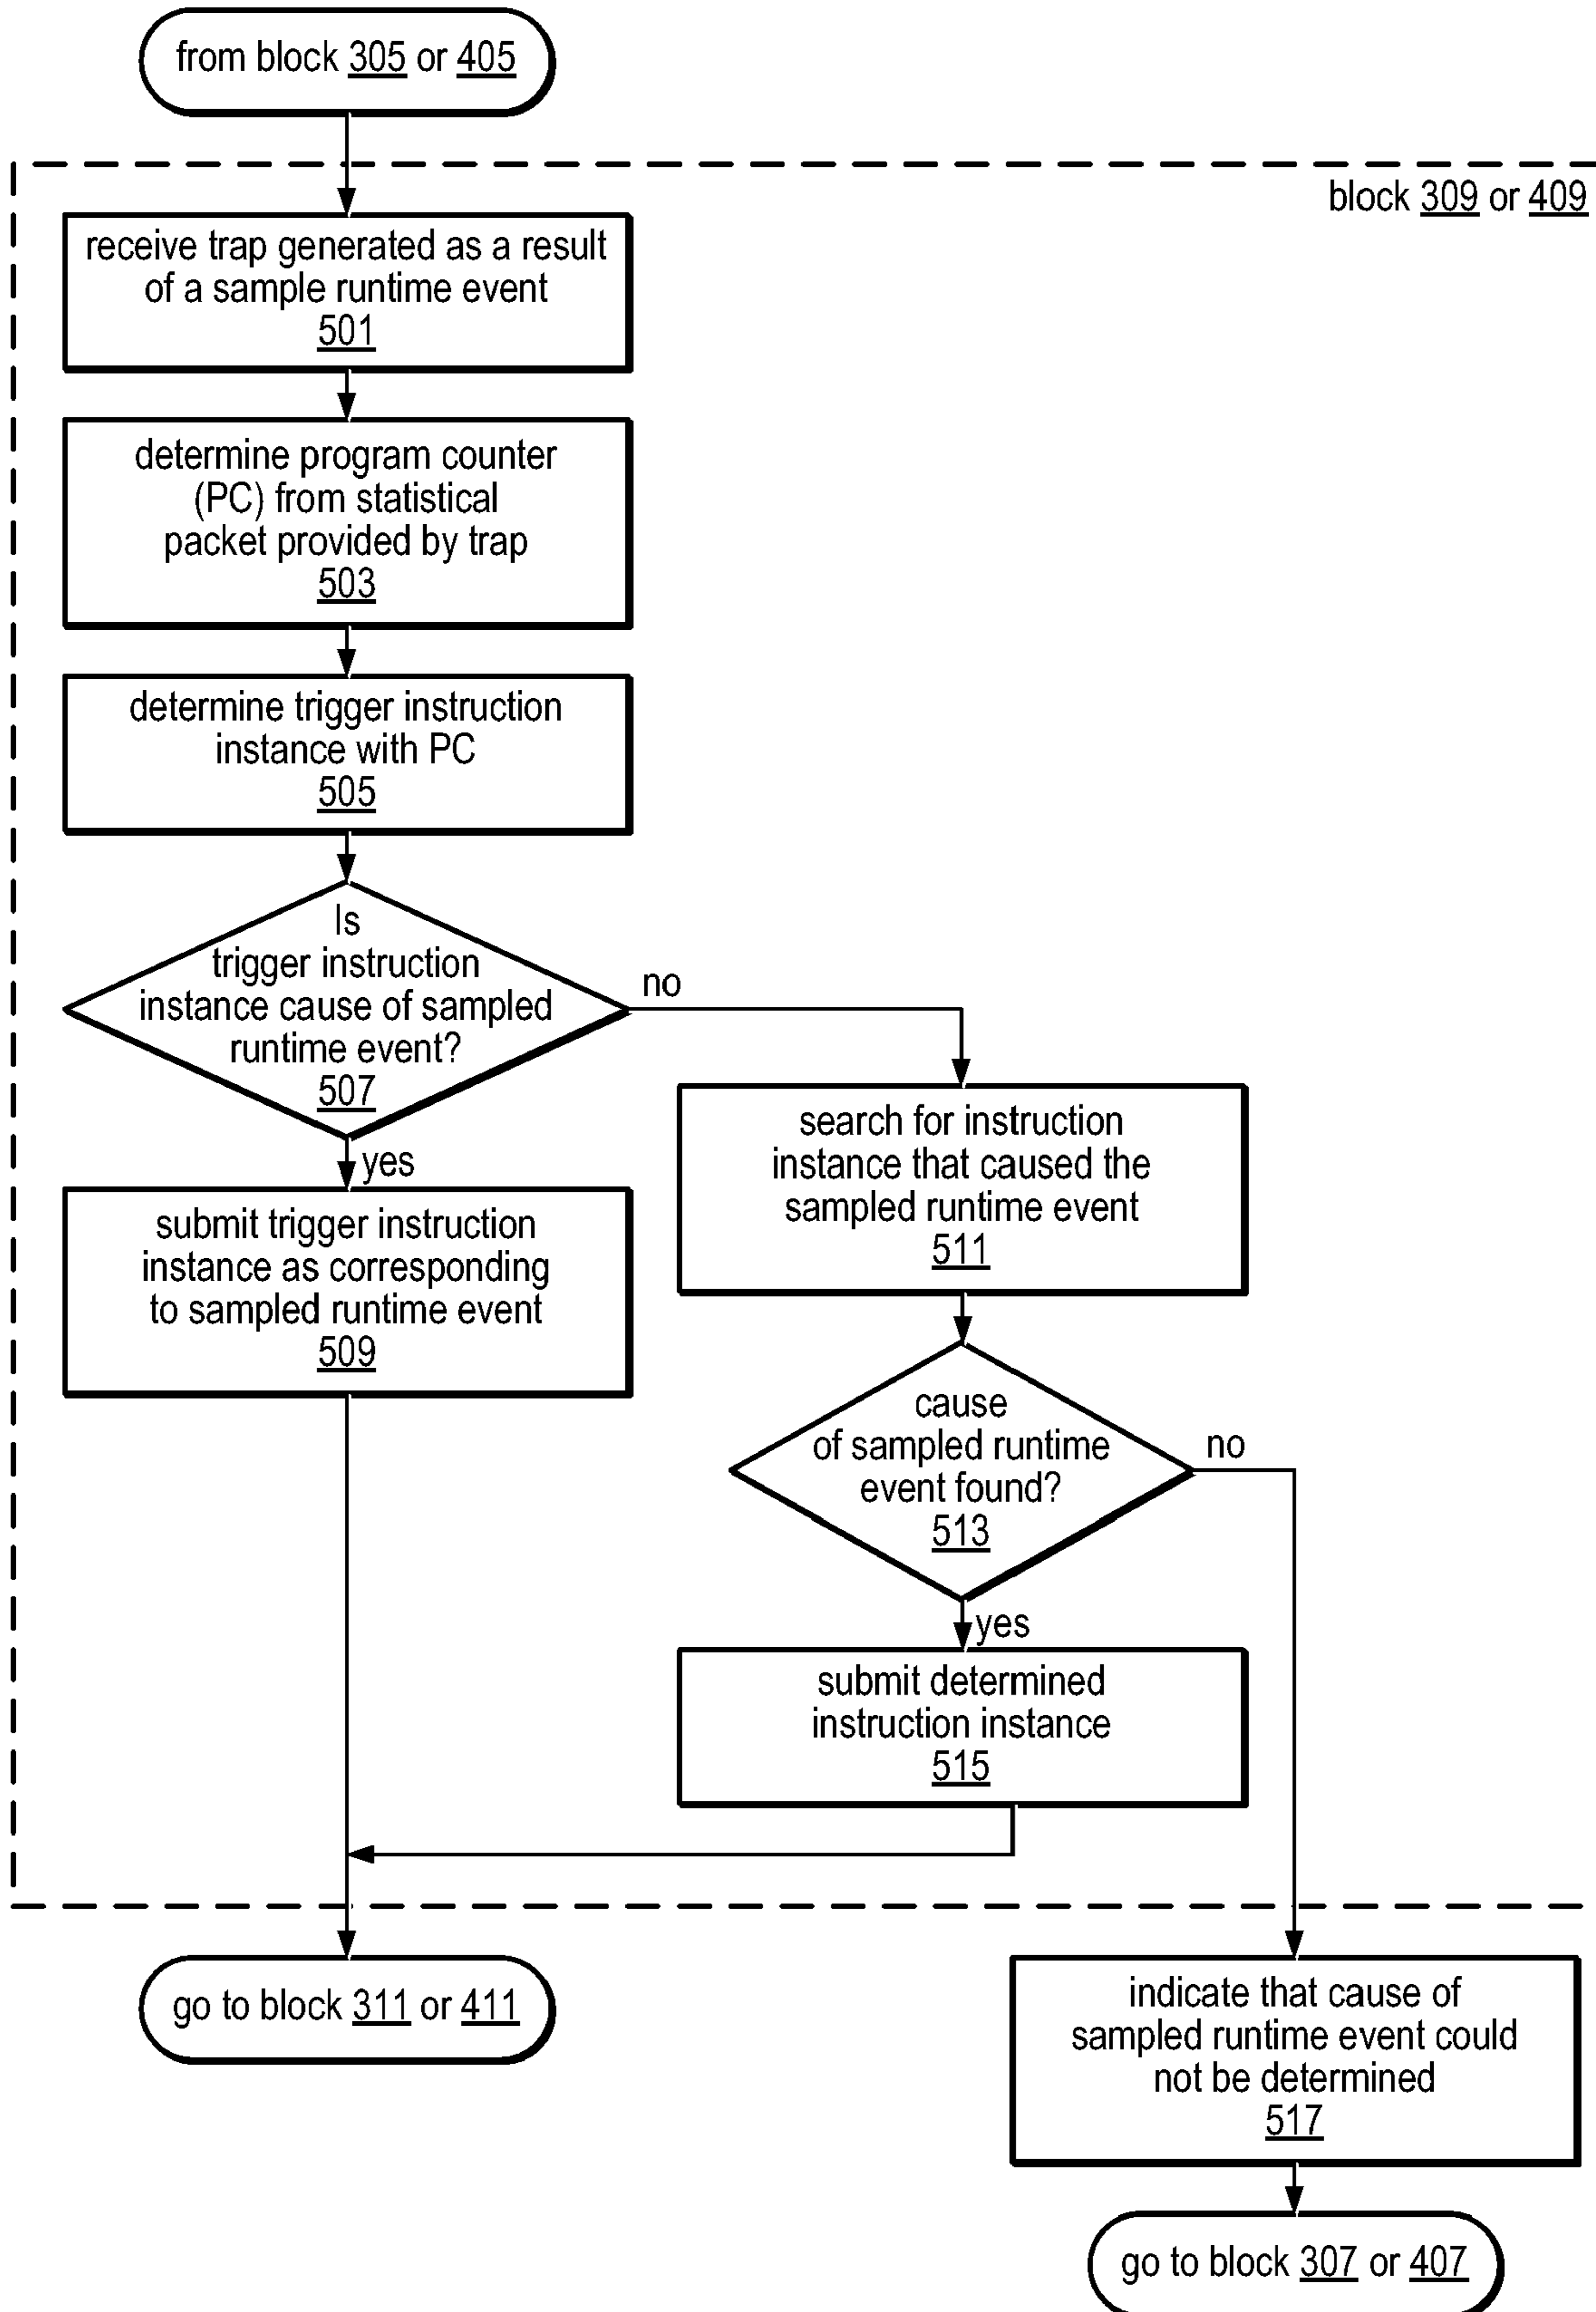 from block 305 or 405
block 309 or 409
receive trap generated as a result
of a sample runtime event
501
determine program counter
(PC) from statistical
packet provided by trap
503
determine trigger instruction
instance with PC
505
Is
trigger instruction
instance cause of sampled
runtime event?
507
no
yes
search for instruction
instance that caused the
sampled runtime event
511
submit trigger instruction
instance as corresponding
to sampled runtime event
509
cause
of sampled runtime
event found?
513
no
yes
submit determined
instruction instance
515
go to block 311 or 411
indicate that cause of
sampled runtime event could
not be determined
517
go to block 307 or 407